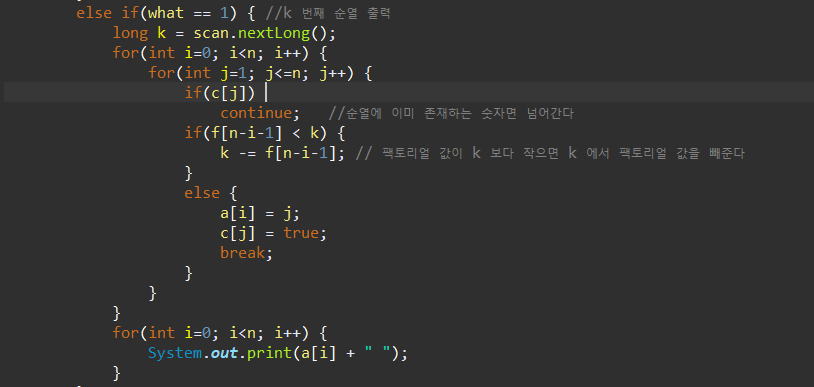 else if(what == 1) { //k 번째 순열 출력
long k = scan.nextLong();
for(int i=0; i<n; i++) {
for(int j=1; j<=n; j++) {
if(c[j])
continue; //순열에 이미 존재하는 숫자면 넘어간다
if(f[n-i-1] < k) {
k -= f[n-i-1]; // 팩토리얼 값이 k 보다 작으면 k 에서 팩토리얼 값을 빼준다
}
else {
a[i] = j;
c[j] = true;
break;
}
}
}
for(int i=0; i<n; i++) {
System.out.print(a[i] + " ");
}